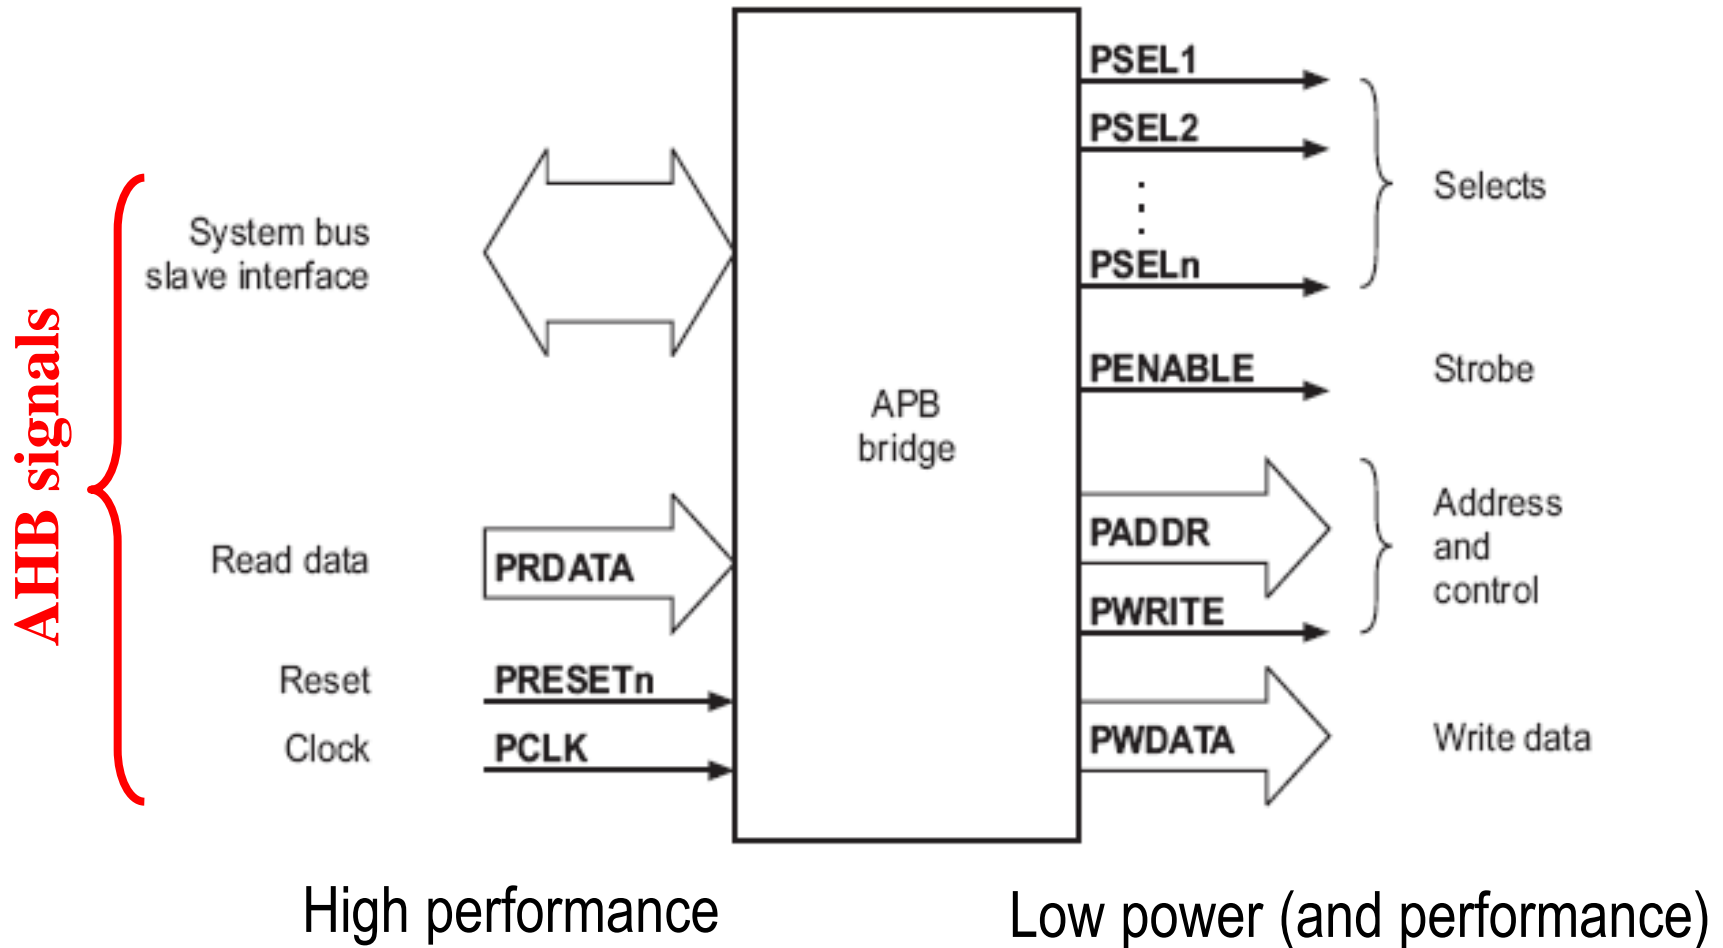 AHB signals
System bus
slave interface
Read data
PRDATA
Reset
PRESETn
Clock
PCLK
APB
bridge
PSEL1
PSEL2
PSELn
Selects
PENABLE
Strobe
PADDR
PWRITE
Address
and
control
PWDATA
Write data
High performance
Low power (and performance)